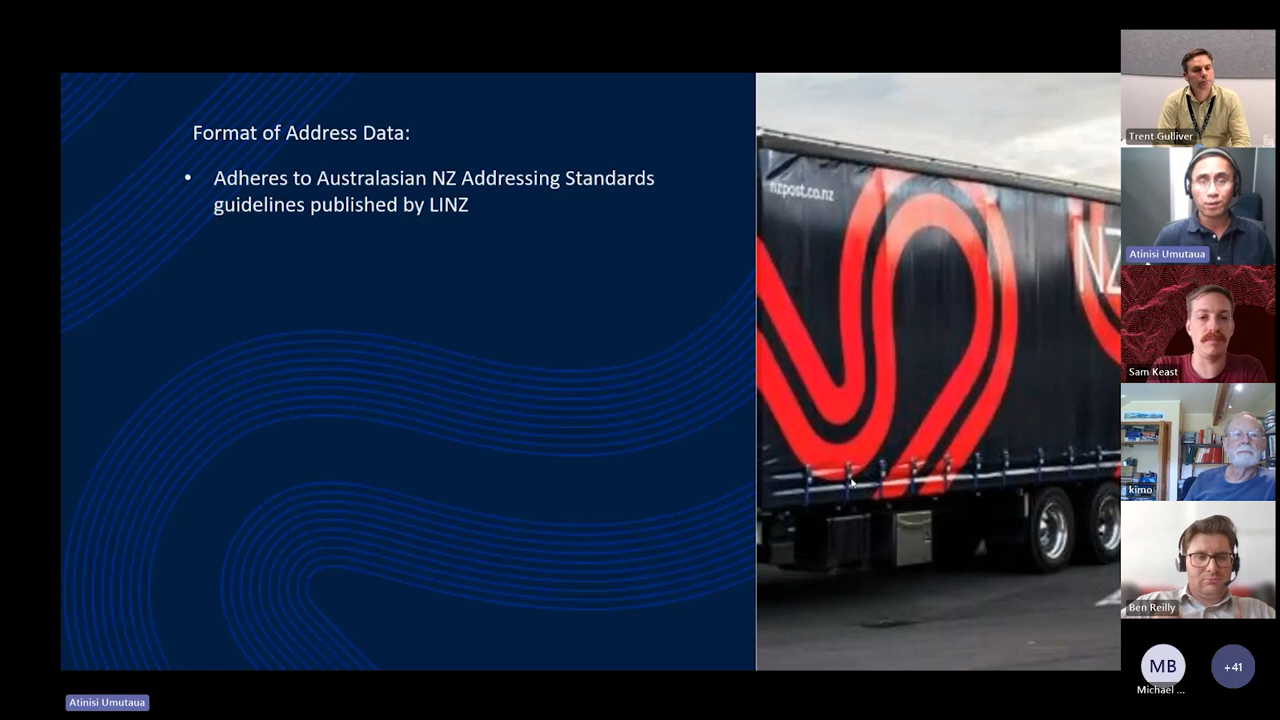 Format of Address Data:
• Adheres to Australasian NZ Addressing Standards
guidelines published by LINZ
nzpost.co.nz
NZ
Trent Gulliver
Atinisi Umutaua
Sam Keast
kimo
Ben Reilly
MB
+41
Michael ...
Atinisi Umutaua